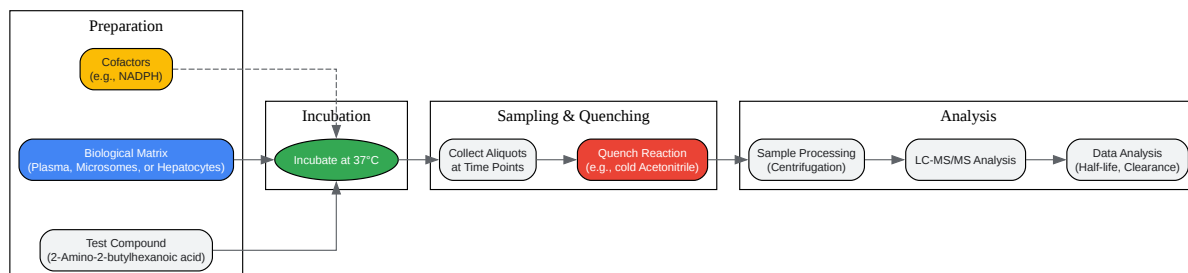 Preparation
Cofactors
(e.g., NADPH)
Biological Matrix
(Plasma, Microsomes, or Hepatocytes)
Test Compound
(2-Amino-2-butylhexanoic acid)
Incubation
Incubate at 37°C
Sampling & Quenching
Collect Aliquots
at Time Points
Quench Reaction
(e.g., cold Acetonitrile)
Analysis
Sample Processing
(Centrifugation)
LC-MS/MS Analysis
Data Analysis
(Half-life, Clearance)